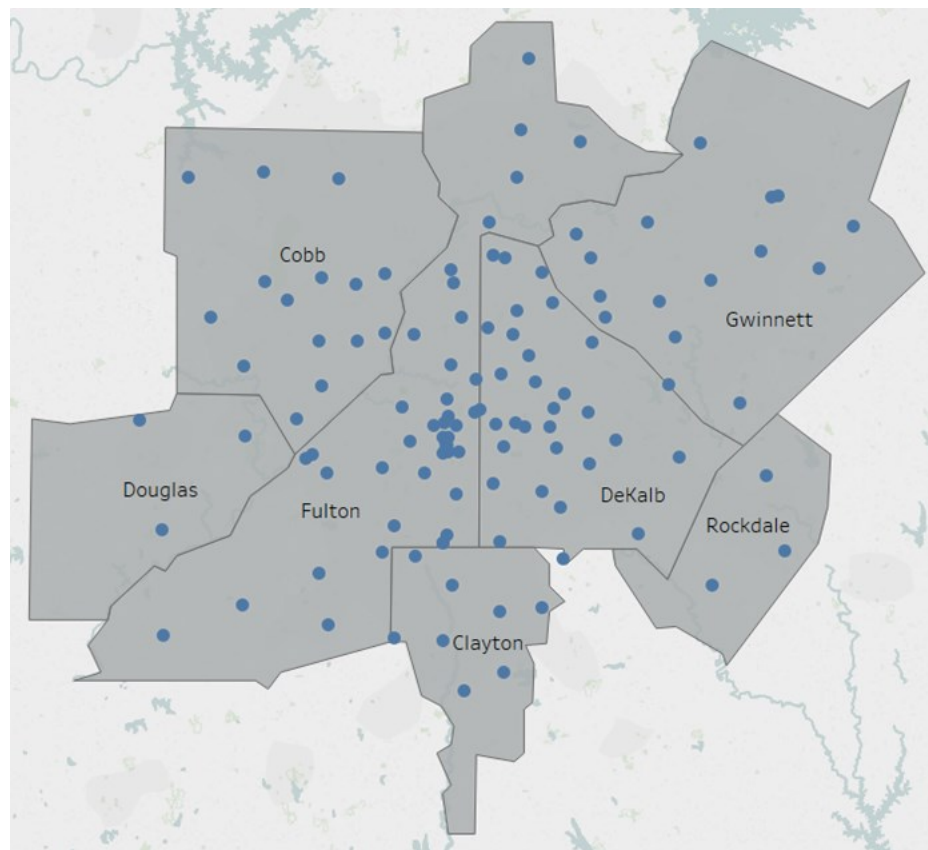 Cobb
Gwinnett
Douglas
Fulton
DeKalb
Rockdale
Clayton